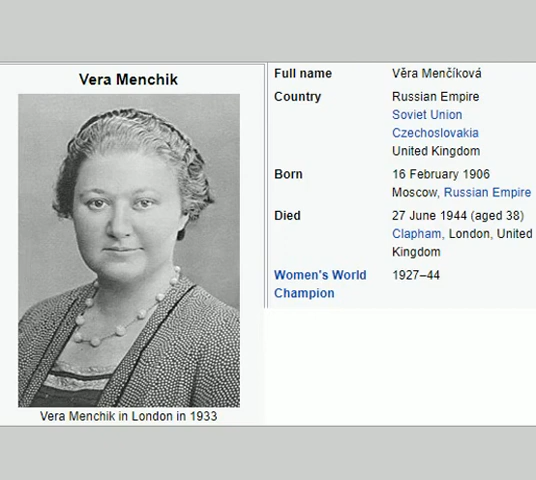 Vera Menchik
Vera Menchik in London in 1933
Full name Věra Menčíková
Country Russian Empire
Soviet Union
Czechoslovakia
United Kingdom
Born 16 February 1906
Moscow, Russian Empire
Died 27 June 1944 (aged 38)
Clapham, London, United
Kingdom
Women's World 1927–44
Champion